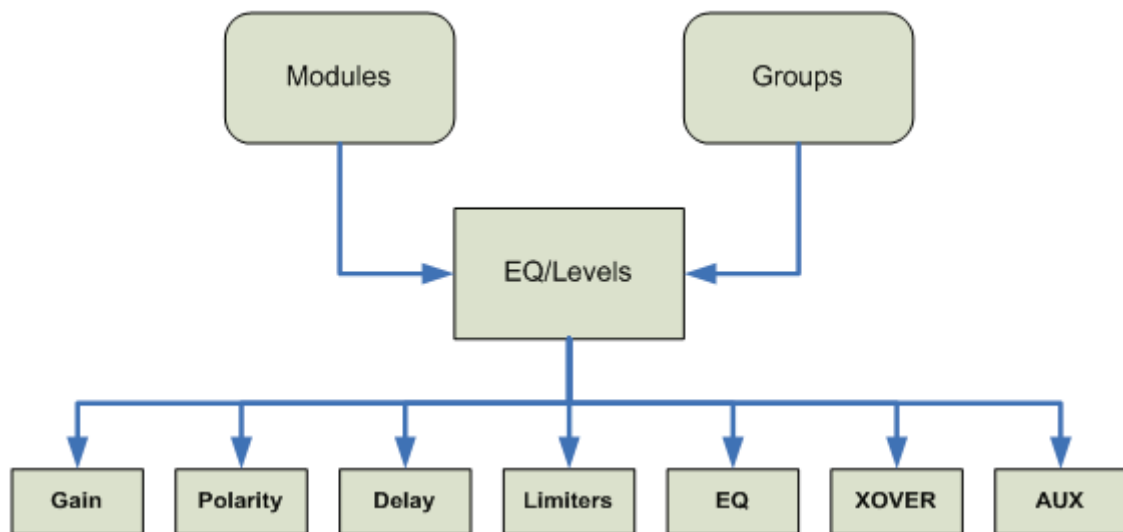 Modules
Groups
EQ/Levels
Gain
Polarity
Delay
Limiters
EQ
XOVER
AUX